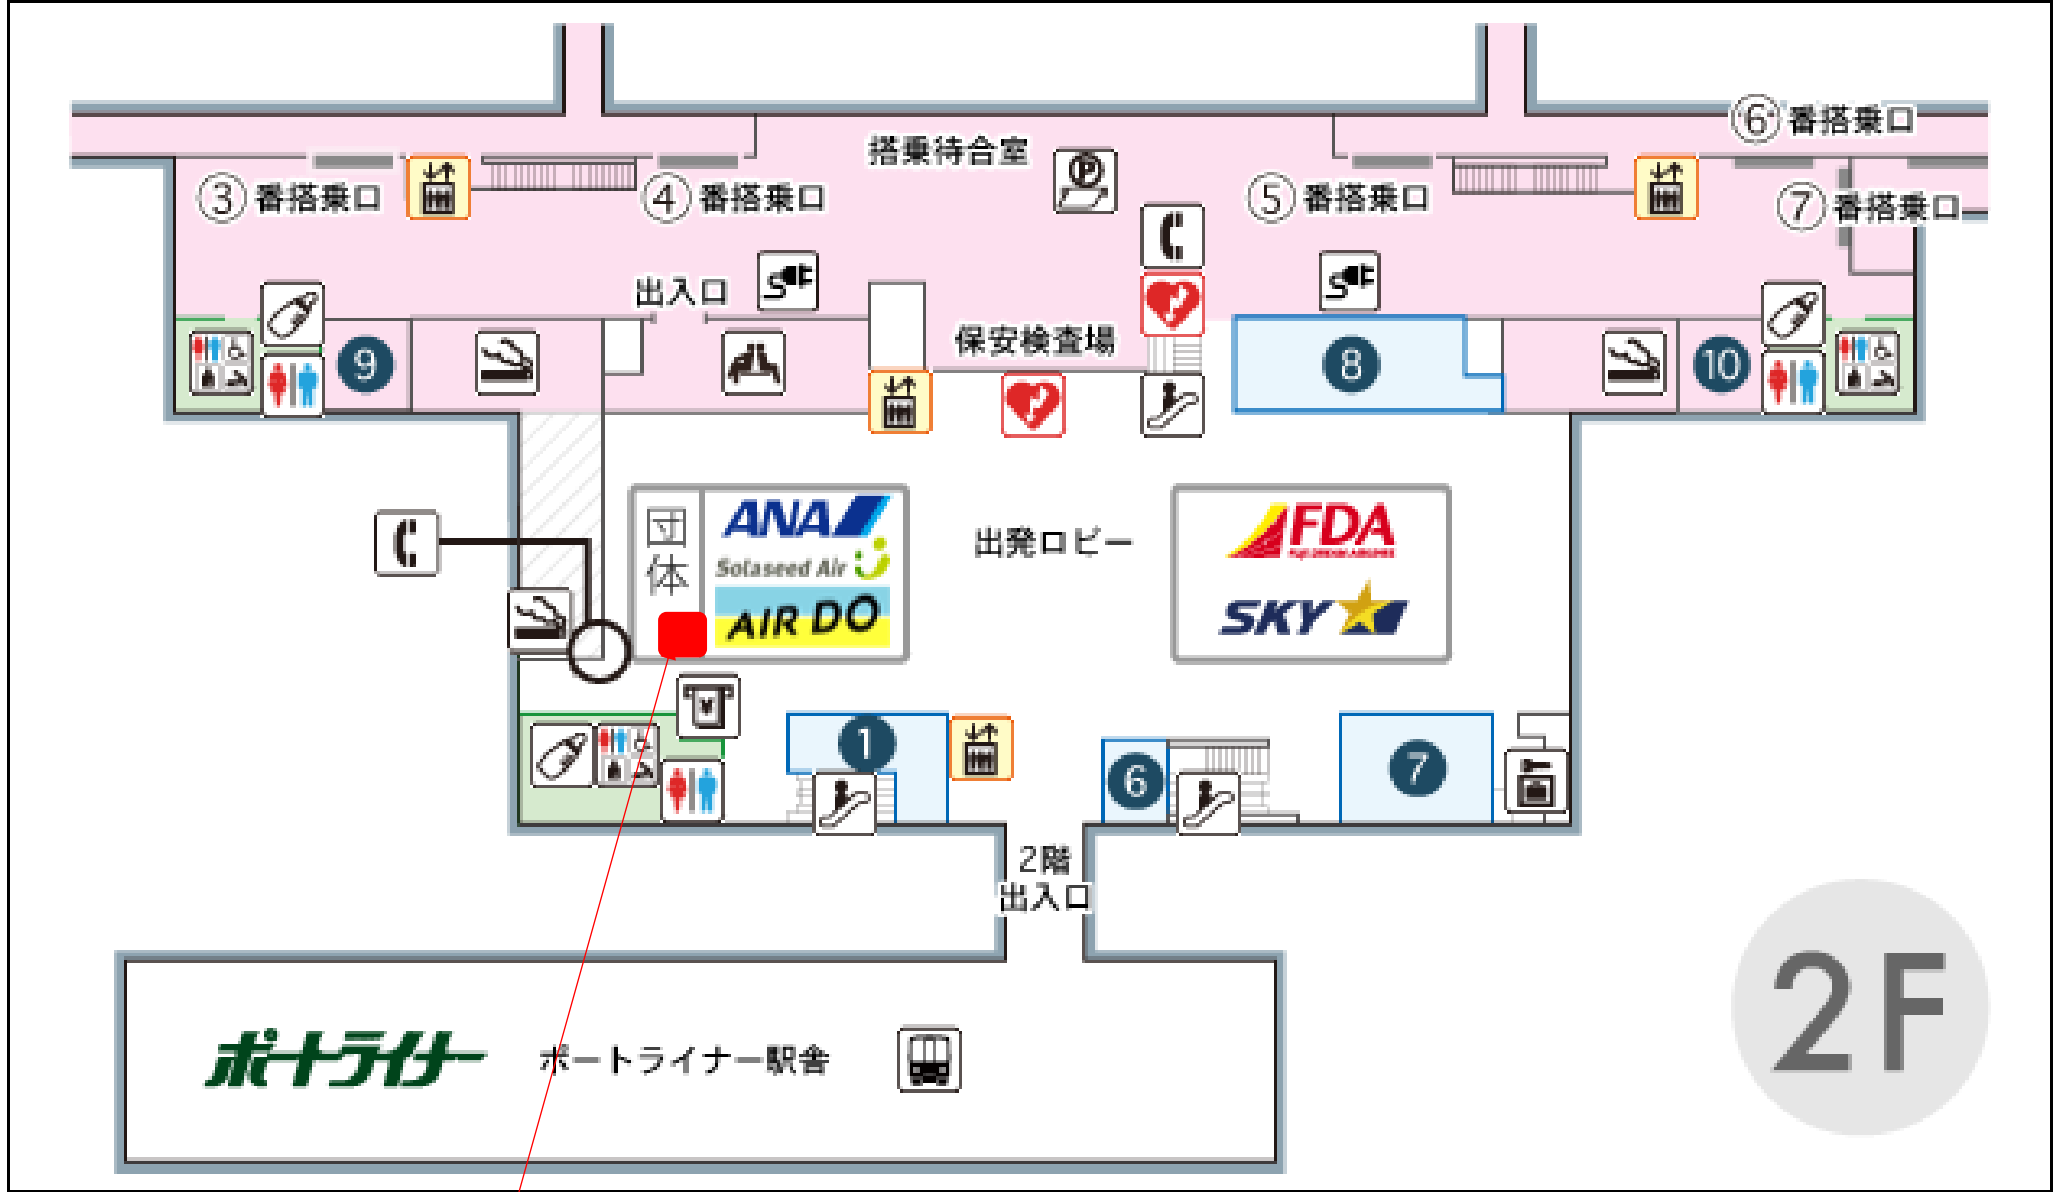 ⑥番搭乗口
搭乗待合室
③番搭乗口
④番搭乗口
⑤番搭乗口
⑦番搭乗口
出入口
保安検査場
9
8
10
団体
ANA
Solaseed Air
AIR DO
出発ロビー
FDA
SKY
1
6
7
2階
出入口
ポートライナー
ポートライナー駅舎
2F